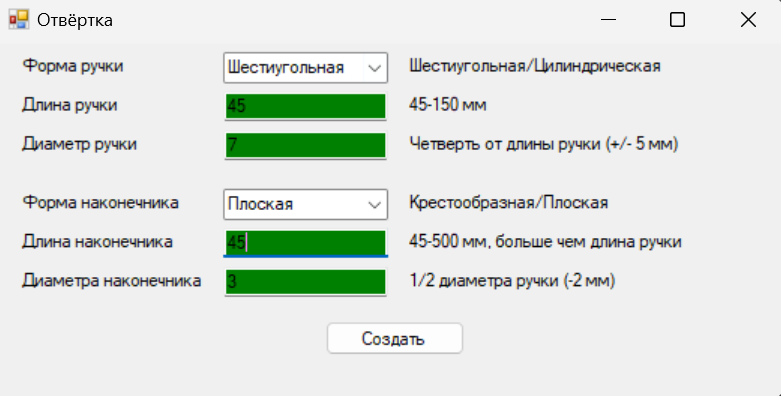 Отвёртка
Форма ручки Шестиугольная Шестиугольная/Цилиндрическая
Длина ручки 45 45-150 мм
Диаметр ручки 7 Четверть от длины ручки (+/- 5 мм)
Форма наконечника Плоская Крестообразная/Плоская
Длина наконечника 45 45-500 мм, больше чем длина ручки
Диаметра наконечника 3 1/2 диаметра ручки (-2 мм)
Создать